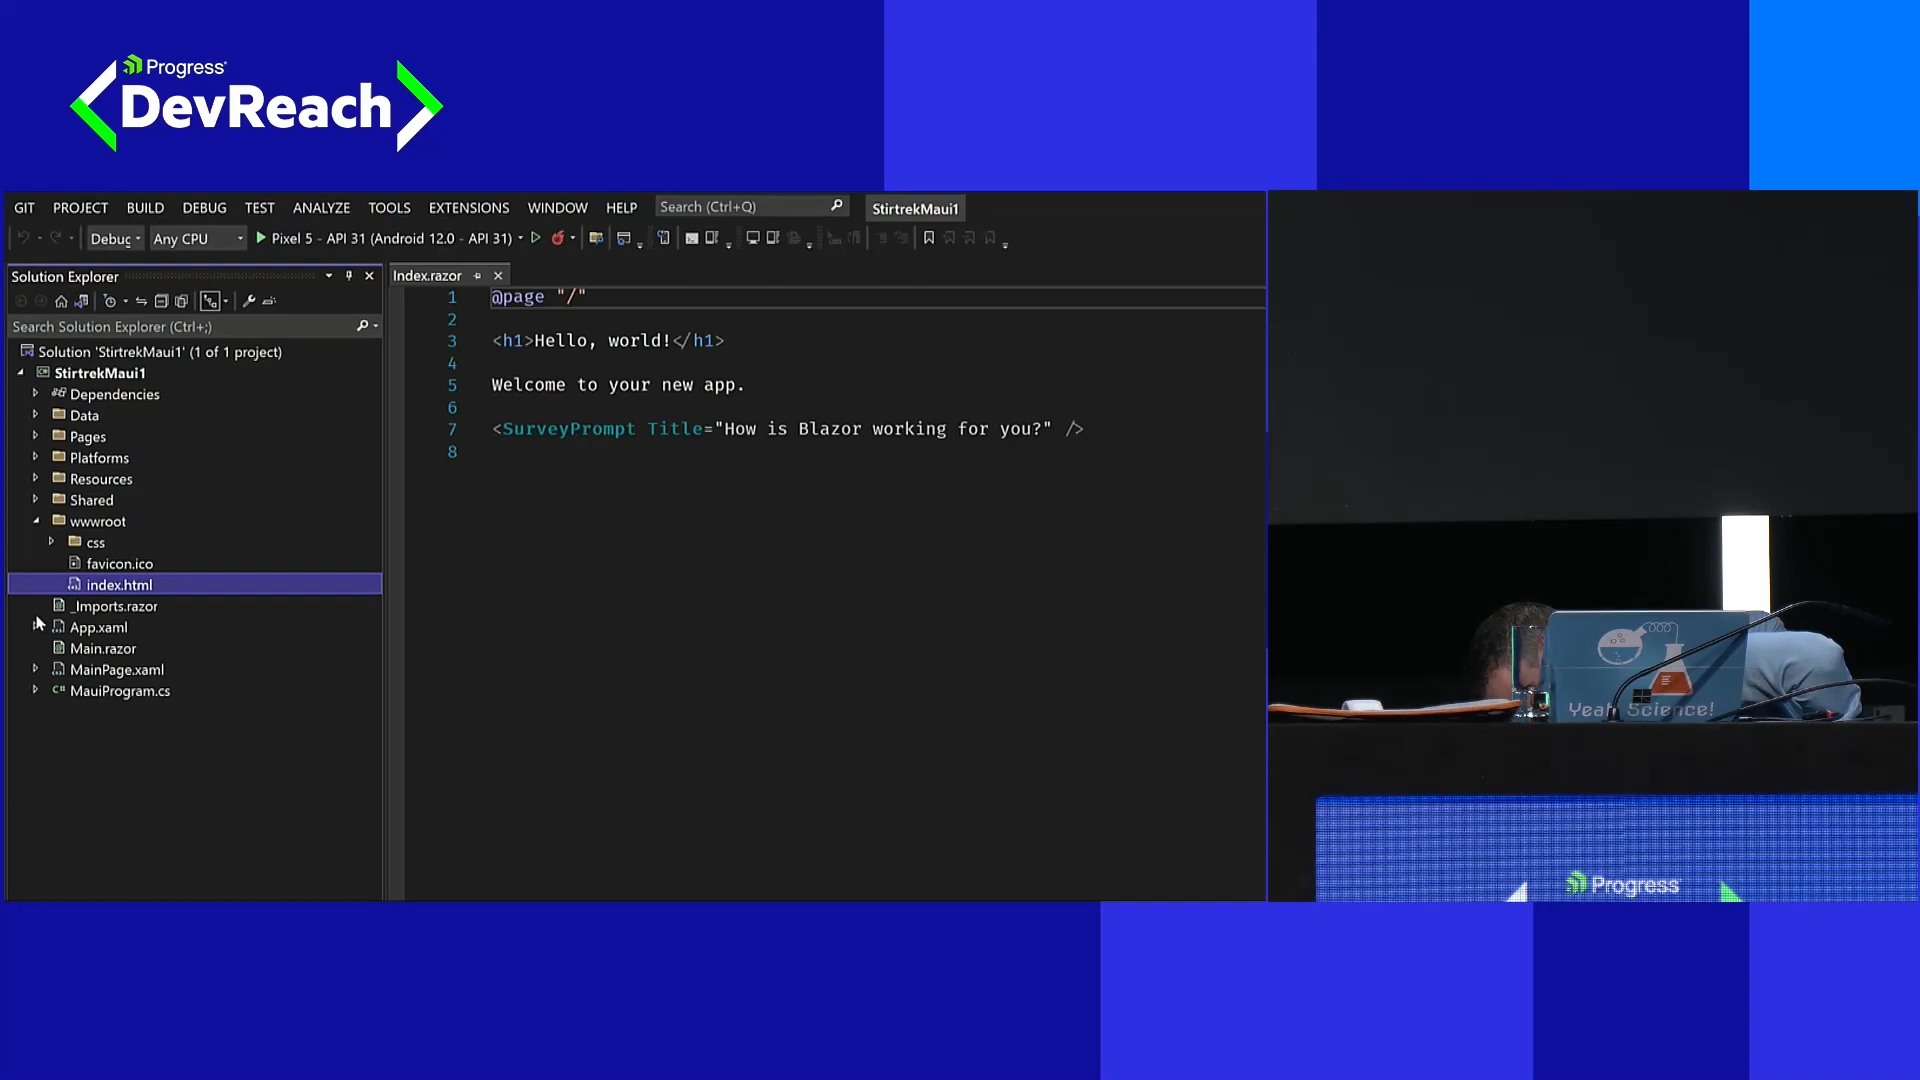 Progress
DevReach
GIT PROJECT BUILD DEBUG TEST ANALYZE TOOLS EXTENSIONS WINDOW HELP Search (Ctrl+Q) StirtrekMaui1
Debug Any CPU Pixel 5 - API 31 (Android 12.0 - API 31)
Solution Explorer
Search Solution Explorer (Ctrl+;)
Solution 'StirtrekMaui1' (1 of 1 project)
StirtrekMaui1
Dependencies
Data
Pages
Platforms
Resources
Shared
wwwroot
css
favicon.ico
index.html
_Imports.razor
App.xaml
Main.razor
MainPage.xaml
C# MauiProgram.cs
Index.razor
1 @page "/"
2
3 <h1>Hello, world!</h1>
4
5 Welcome to your new app.
6
7 <SurveyPrompt Title="How is Blazor working for you?" />
8
Yeah Science!
Progress